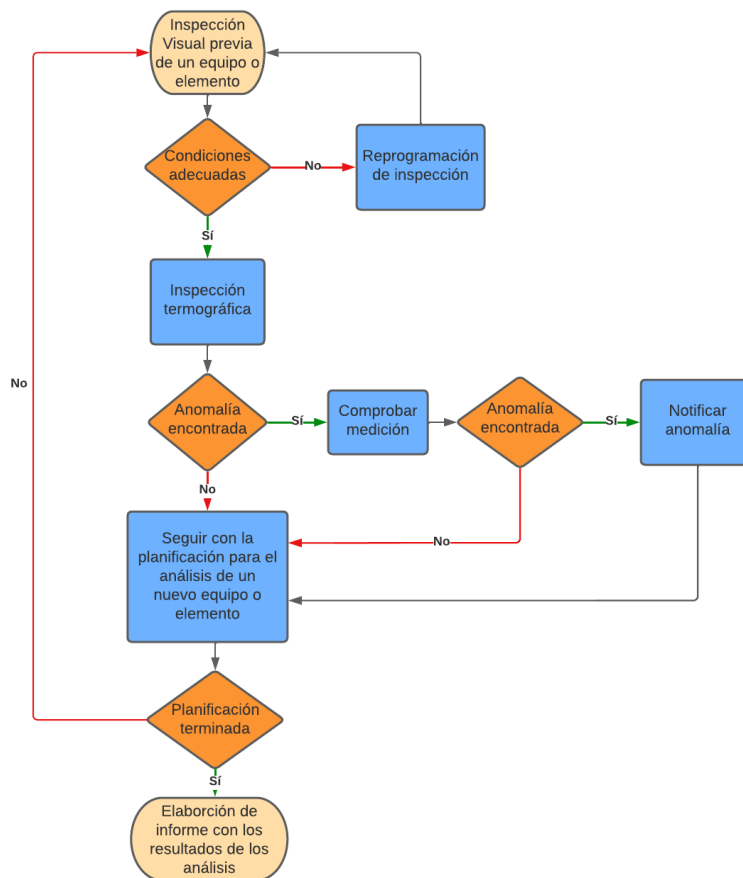 Inspección
Visual previa
de un equipo o
elemento
Condiciones
adecuadas
No
Reprogramación
de inspección
Sí
Inspección
termográfica
No
Anomalía
encontrada
Sí
Comprobar
medición
Anomalía
encontrada
Sí
Notificar
anomalía
No
Seguir con la
planificación para el
análisis de un
nuevo equipo o
elemento
No
Planificación
terminada
Sí
Elaborción de
informe con los
resultados de los
análisis